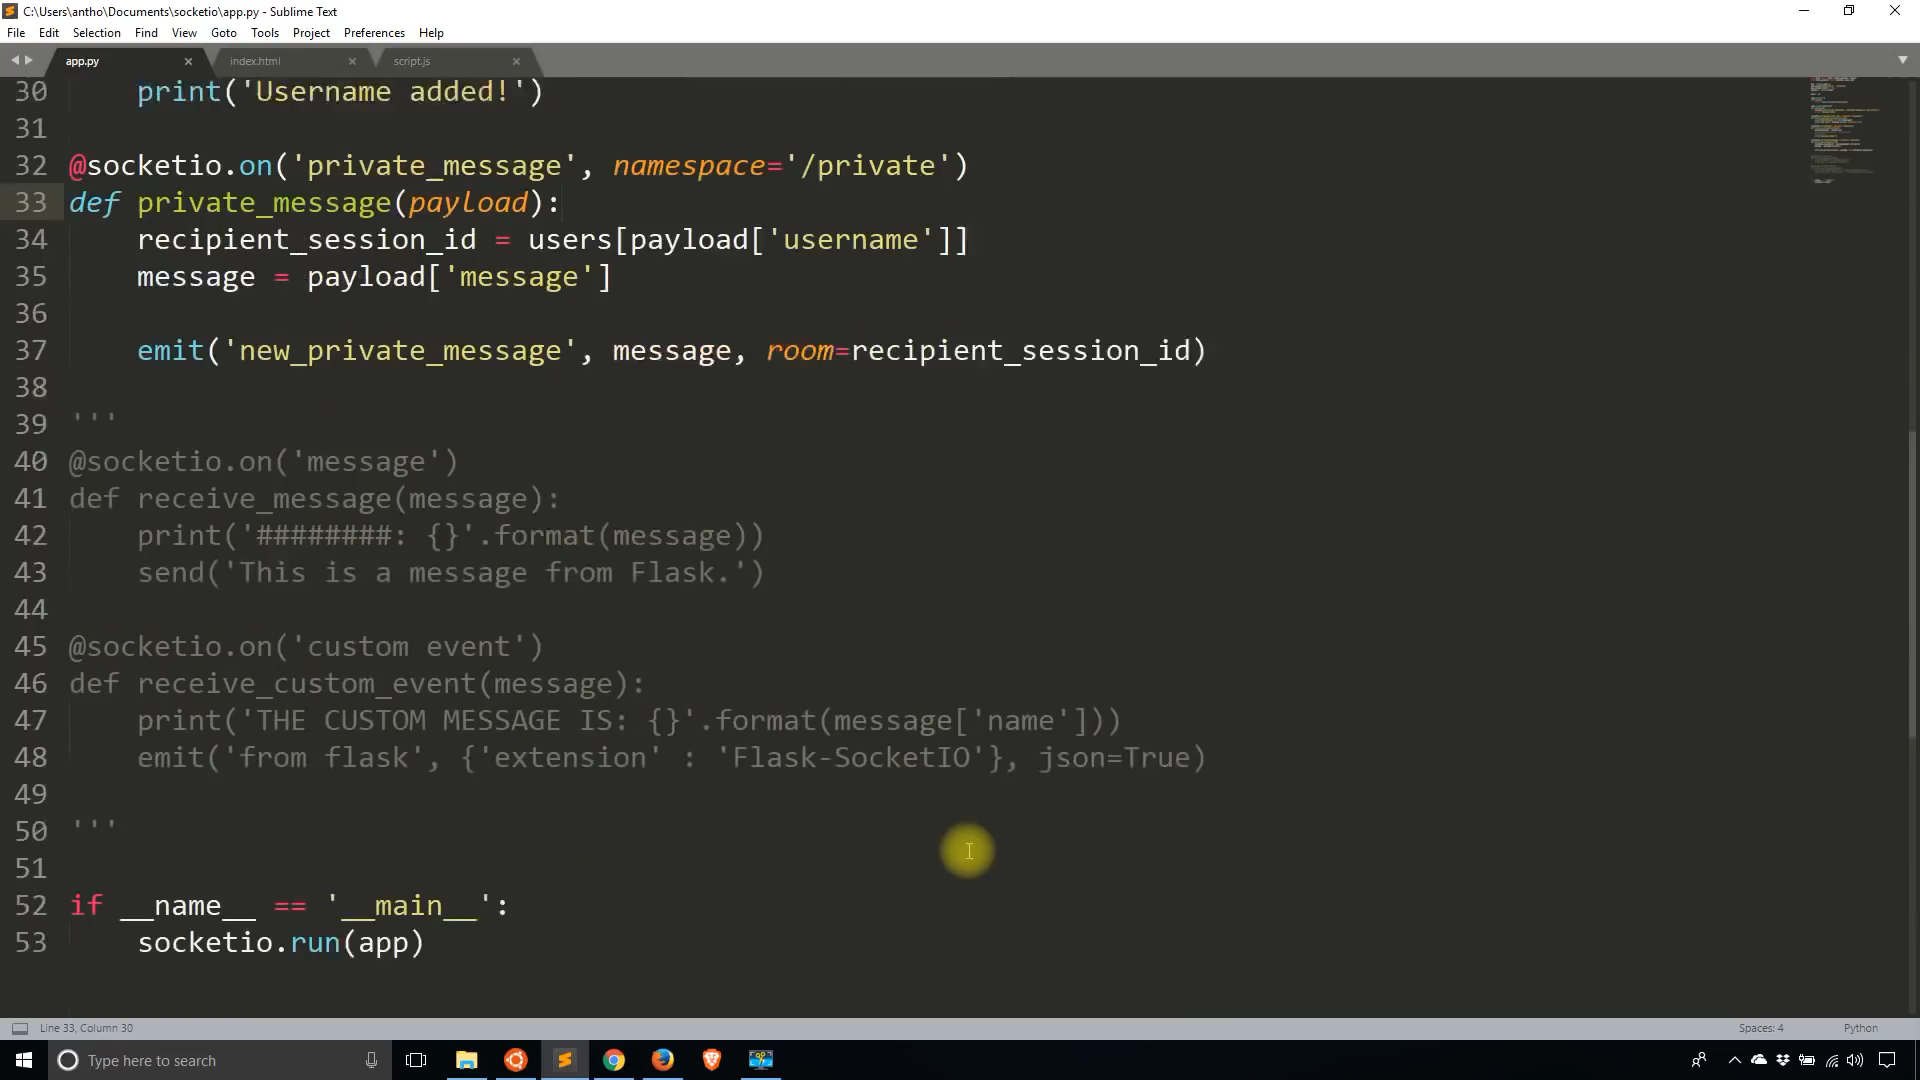 C:\Users\antho\Documents\socketio\app.py - Sublime Text
File Edit Selection Find View Goto Tools Project Preferences Help
app.py index.html script.js
30     print('Username added!')
31
32 @socketio.on('private_message', namespace='/private')
33 def private_message(payload):
34     recipient_session_id = users[payload['username']]
35     message = payload['message']
36
37     emit('new_private_message', message, room=recipient_session_id)
38
39 '''
40 @socketio.on('message')
41 def receive_message(message):
42     print('########: {}'.format(message))
43     send('This is a message from Flask.')
44
45 @socketio.on('custom event')
46 def receive_custom_event(message):
47     print('THE CUSTOM MESSAGE IS: {}'.format(message['name']))
48     emit('from flask', {'extension' : 'Flask-SocketIO'}, json=True)
49
50 '''
51
52 if __name__ == '__main__':
53     socketio.run(app)
Line 33, Column 30 Spaces: 4 Python
Type here to search